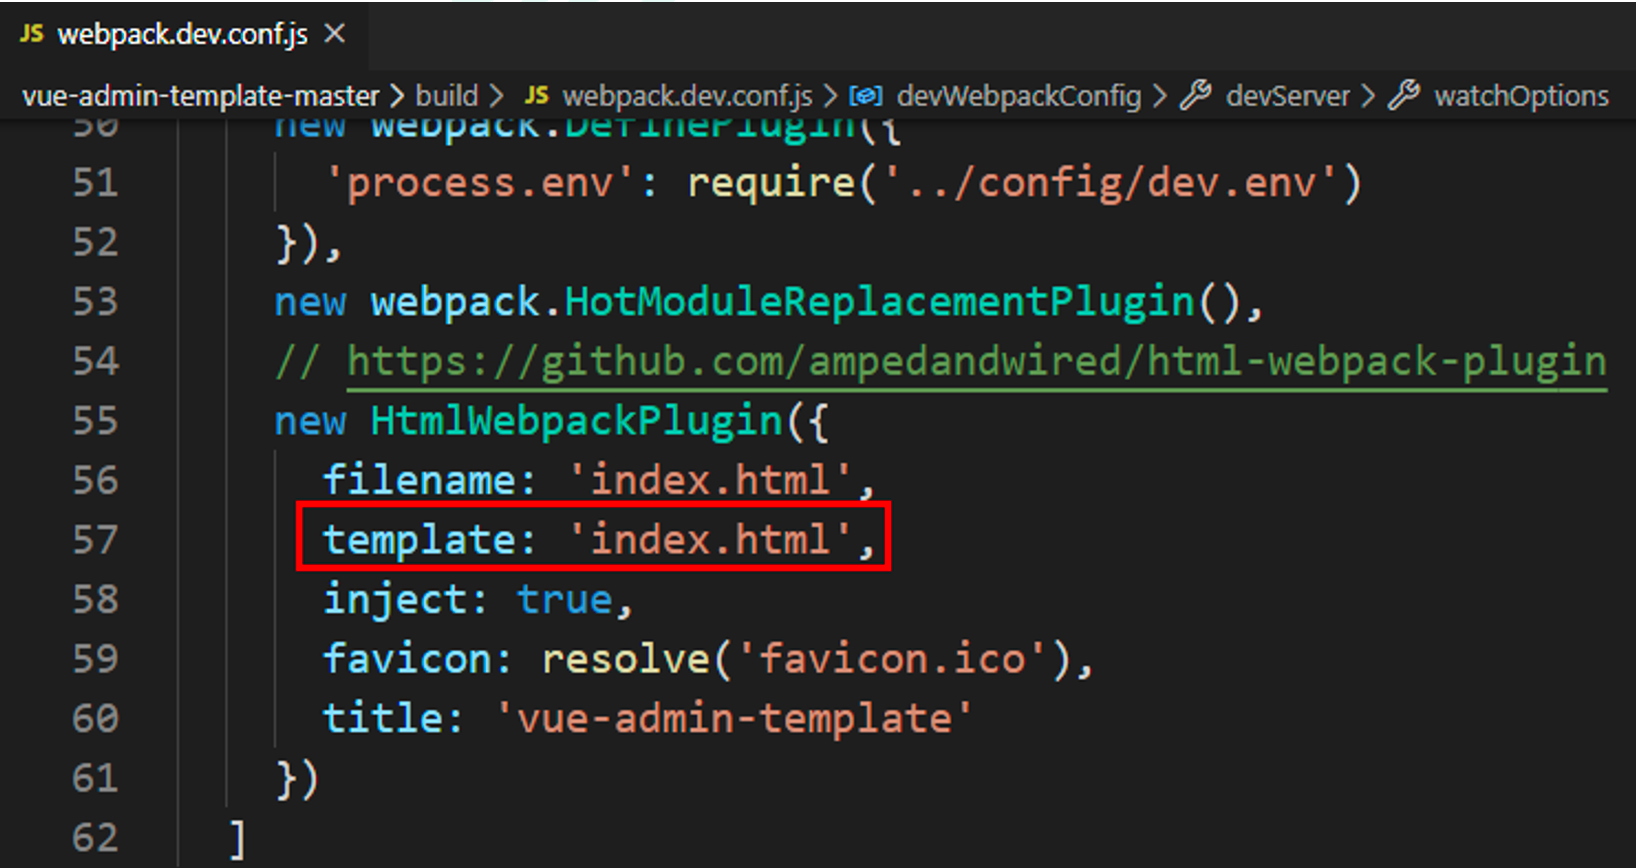 JS webpack.dev.conf.js ×
vue-admin-template-master > build > JS webpack.dev.conf.js > devWebpackConfig > devServer > watchOptions
50 new webpack.DefinePlugin({
51 'process.env': require('../config/dev.env')
52 }),
53 new webpack.HotModuleReplacementPlugin(),
54 // https://github.com/ampedandwired/html-webpack-plugin
55 new HtmlWebpackPlugin({
56 filename: 'index.html',
57 template: 'index.html',
58 inject: true,
59 favicon: resolve('favicon.ico'),
60 title: 'vue-admin-template'
61 })
62 ]